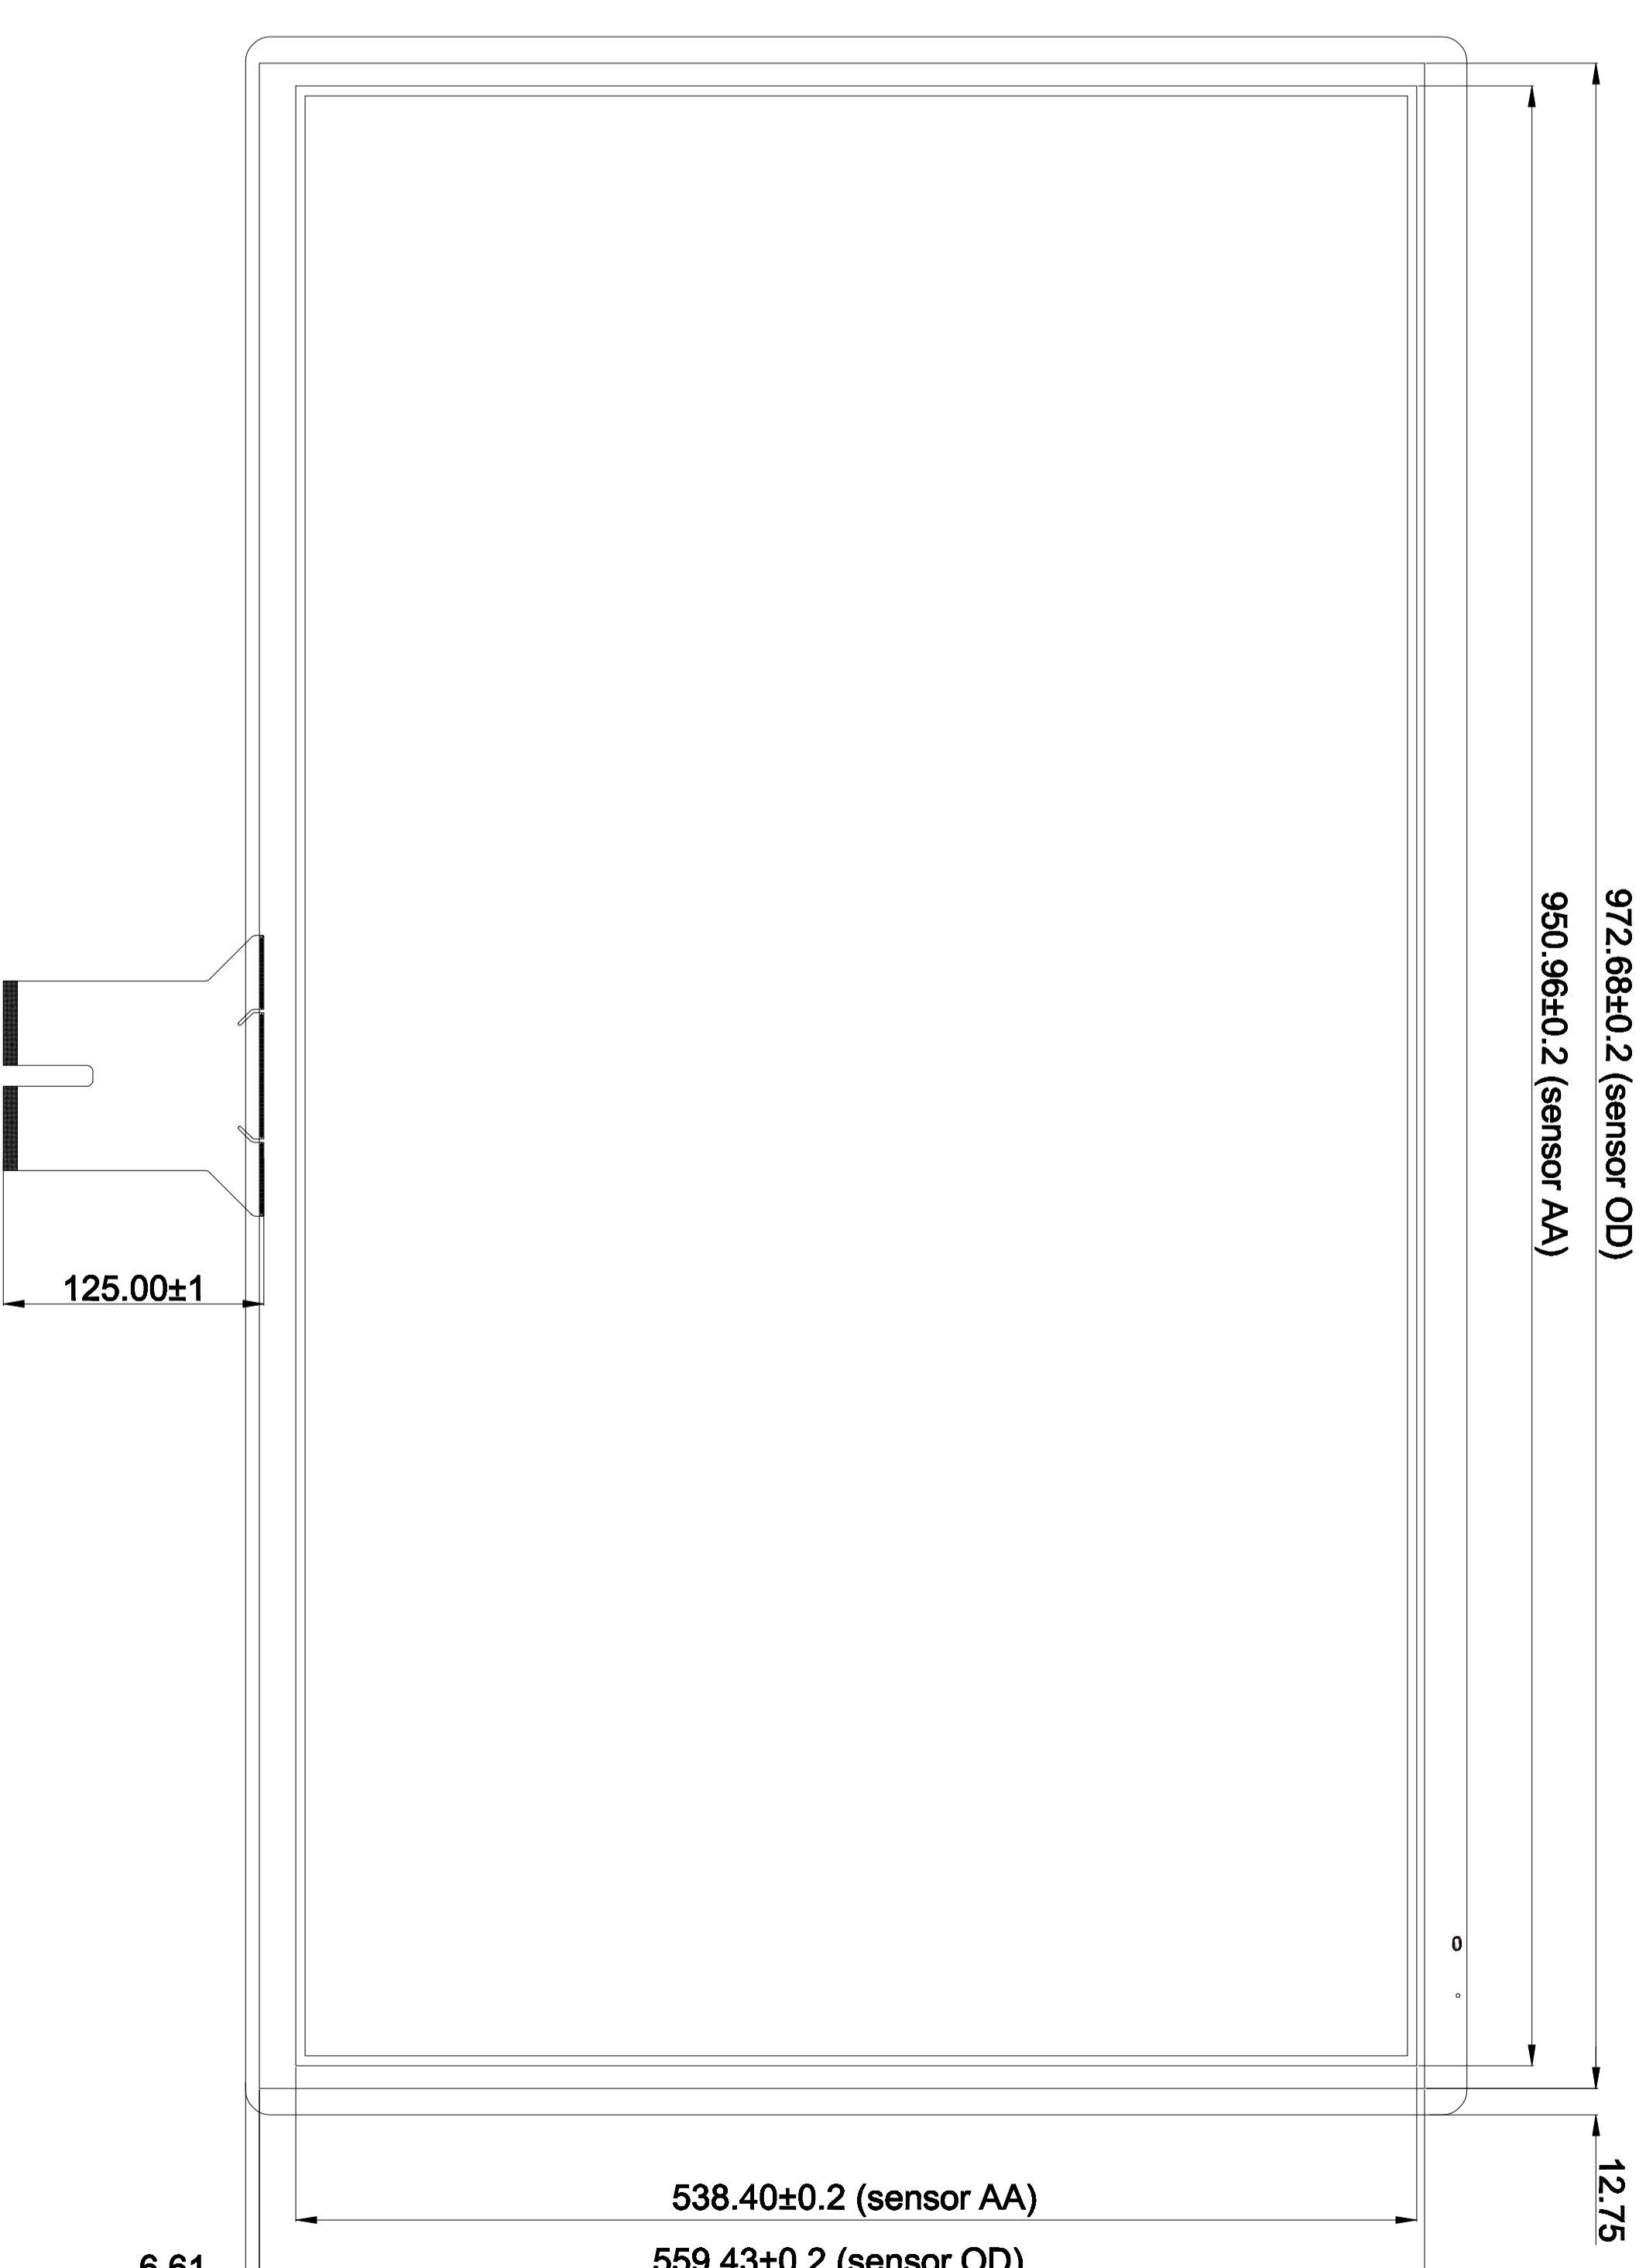 972.68±0.2 (sensor OD)
950.96±0.2 (sensor AA)
125.00±1
0
12.75
538.40±0.2 (sensor AA)
559.43±0.2 (sensor OD)
6.61